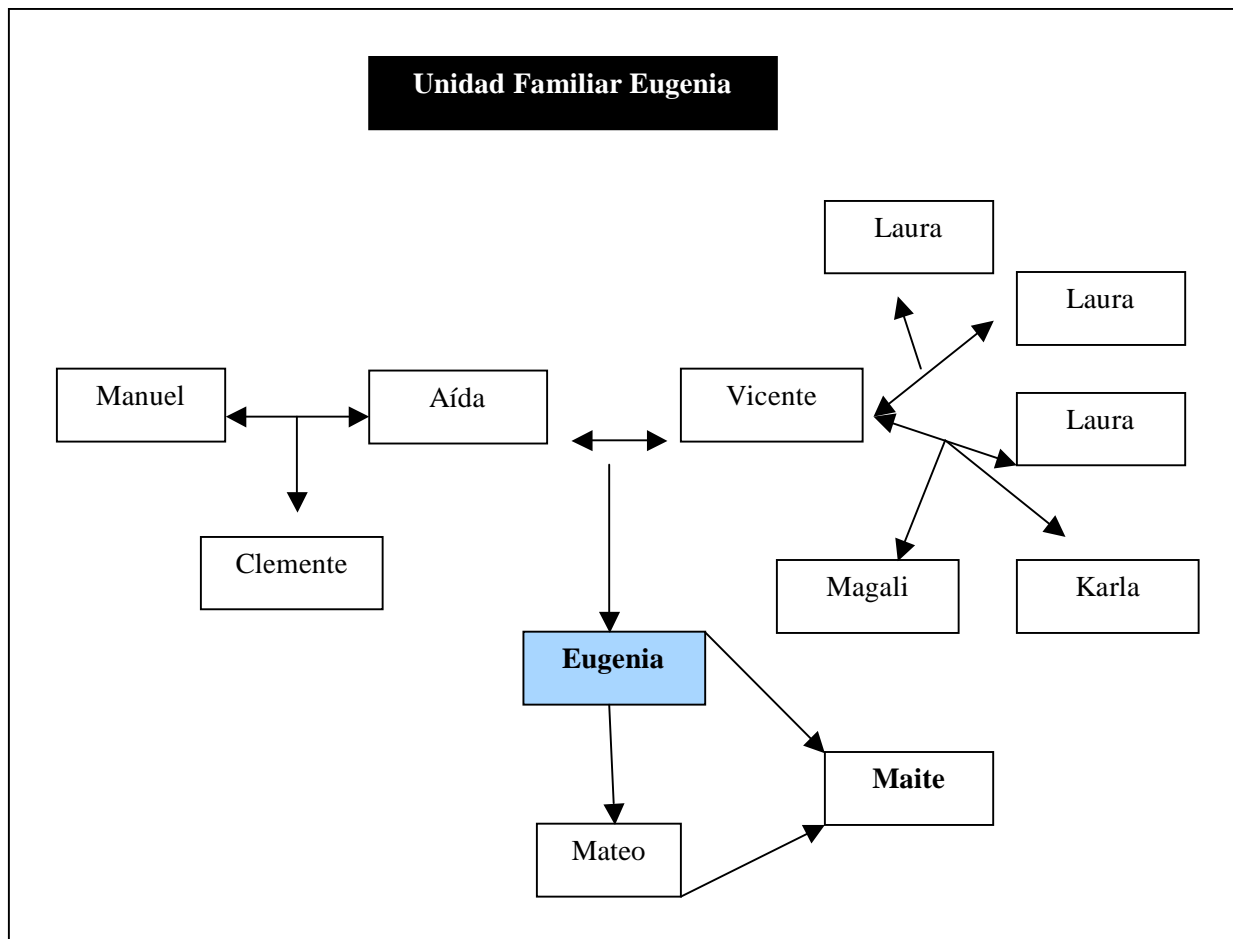 Unidad Familiar Eugenia
Laura
Laura
Manuel
Aída
Vicente
Laura
Clemente
Magali
Karla
Eugenia
Maite
Mateo